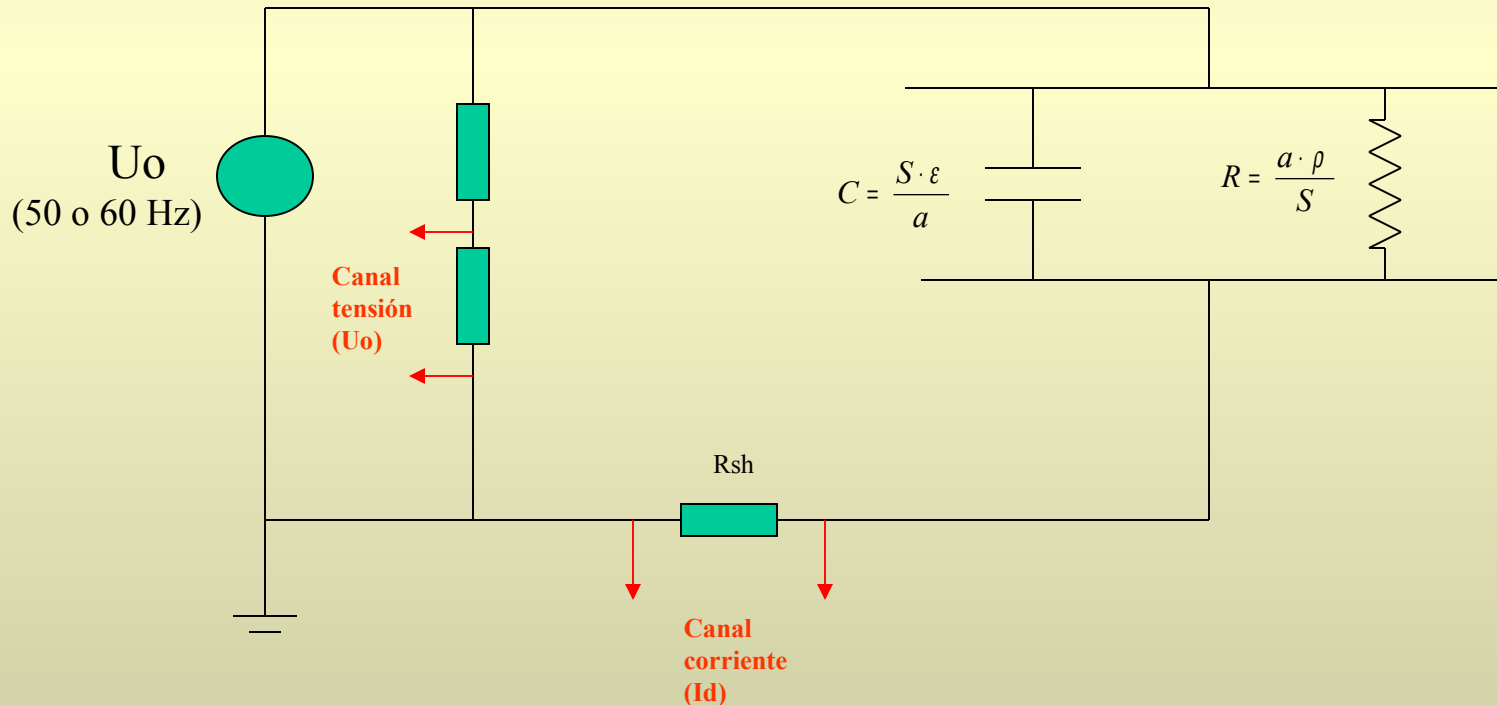 Uo
(50 o 60 Hz)
Canal
tensión
(Uo)
C = S · ε / a
R = a · ρ / S
Rsh
Canal
corriente
(Id)